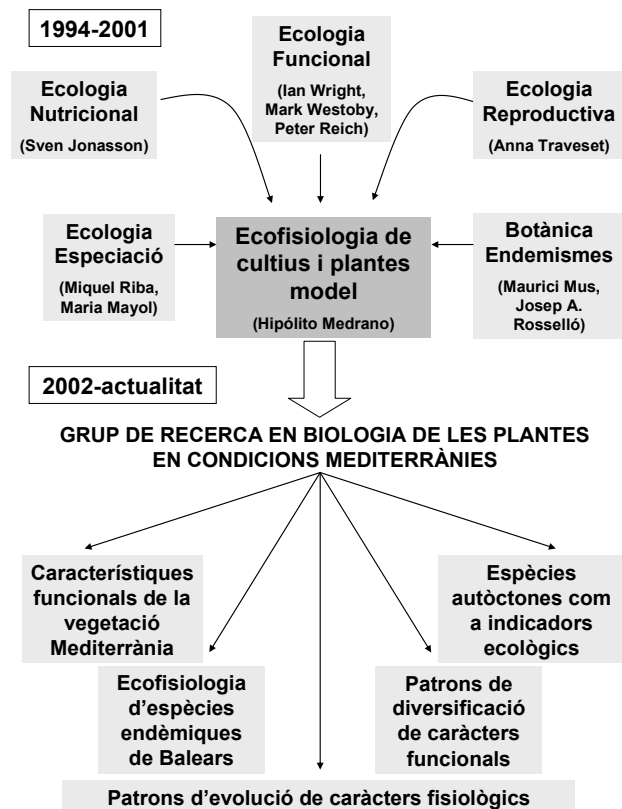 1994-2001
Ecologia
Funcional
(Ian Wright,
Mark Westoby,
Peter Reich)
Ecologia
Nutricional
(Sven Jonasson)
Ecologia
Reproductiva
(Anna Traveset)
Ecologia
Especiació
(Miquel Riba,
Maria Mayol)
Ecofisiologia de
cultius i plantes
model
(Hipólito Medrano)
Botànica
Endemismes
(Maurici Mus,
Josep A.
Rosselló)
2002-actualitat
GRUP DE RECERCA EN BIOLOGIA DE LES PLANTES
EN CONDICIONS MEDITERRÀNIES
Característiques
funcionals de la
vegetació
Mediterrània
Espècies
autòctones com
a indicadors
ecològics
Ecofisiologia
d'espècies
endèmiques
de Balears
Patrons de
diversificació
de caràcters
funcionals
Patrons d'evolució de caràcters fisiològics